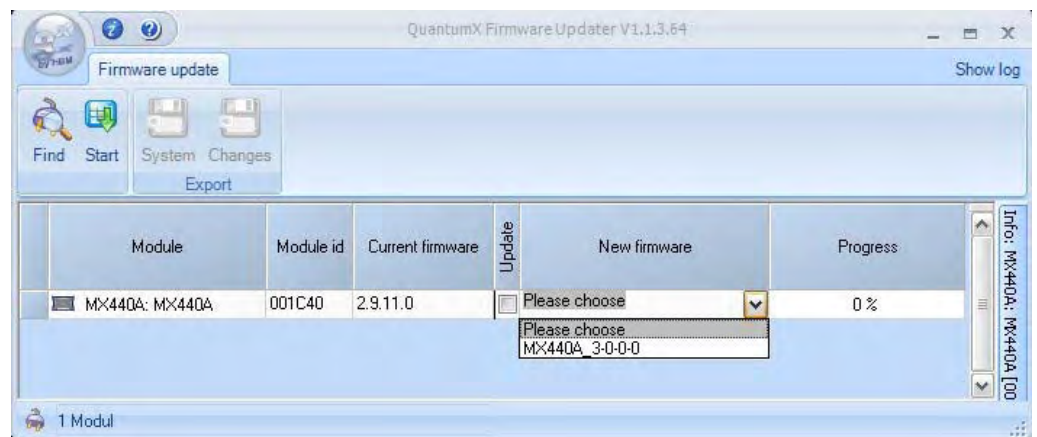 QuantumX Firmware Updater V1.1.3.64
by HBM
Firmware update
Show log
Find
Start
System
Changes
Export
Module
Module id
Current firmware
Update
New firmware
Progress
MX440A: MX440A
001C40
2.9.11.0
Please choose
0 %
Please choose
MX440A_3-0-0-0
Info: MX440A: MX440A [00
1 Modul